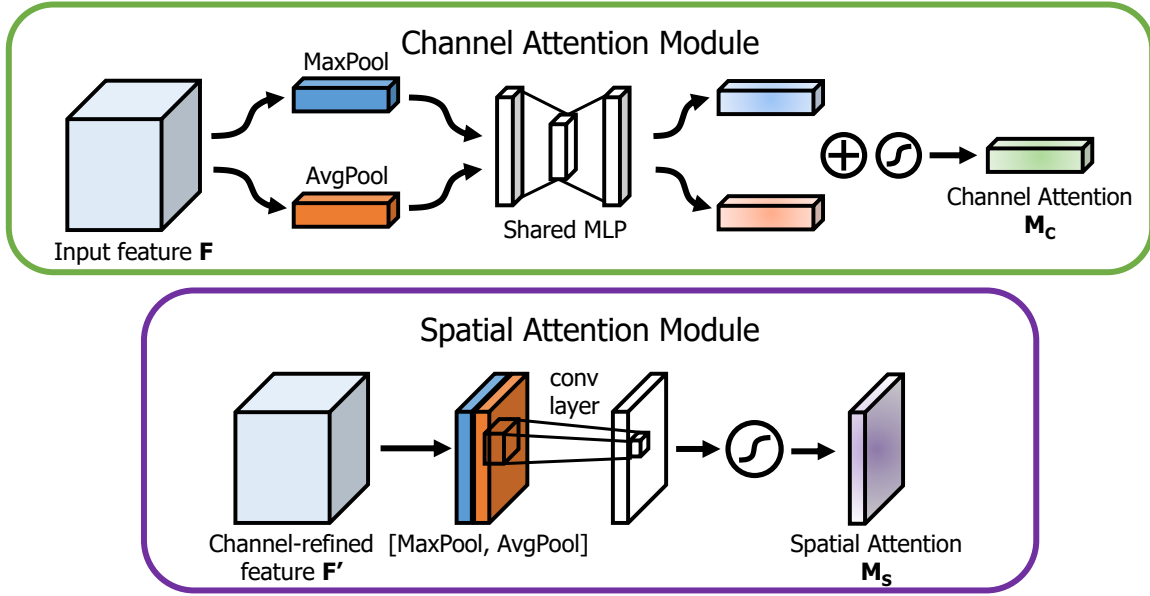 Channel Attention Module
MaxPool
AvgPool
Shared MLP
Input feature F
Channel Attention
M_C
Spatial Attention Module
conv
layer
Channel-refined
feature F'
[MaxPool, AvgPool]
Spatial Attention
M_S